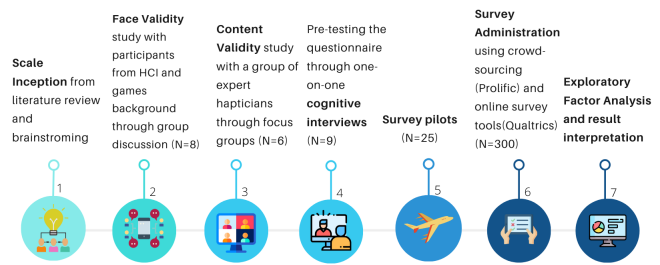 Scale
Inception from
literature review
and
brainstroming
1
Face Validity
study with
participants
from HCI and
games
background
through group
discussion (N=8)
2
Content
Validity study
with a group of
expert
hapticians
through focus
groups (N=6)
3
Pre-testing the
questionnaire
through one-
on-one
cognitive
interviews
(N=9)
4
Survey pilots
(N=25)
5
Survey
Administration
using crowd-
sourcing
(Prolific) and
online survey
tools(Qualtrics)
(N=300)
6
Exploratory
Factor Analysis
and result
interpretation
7